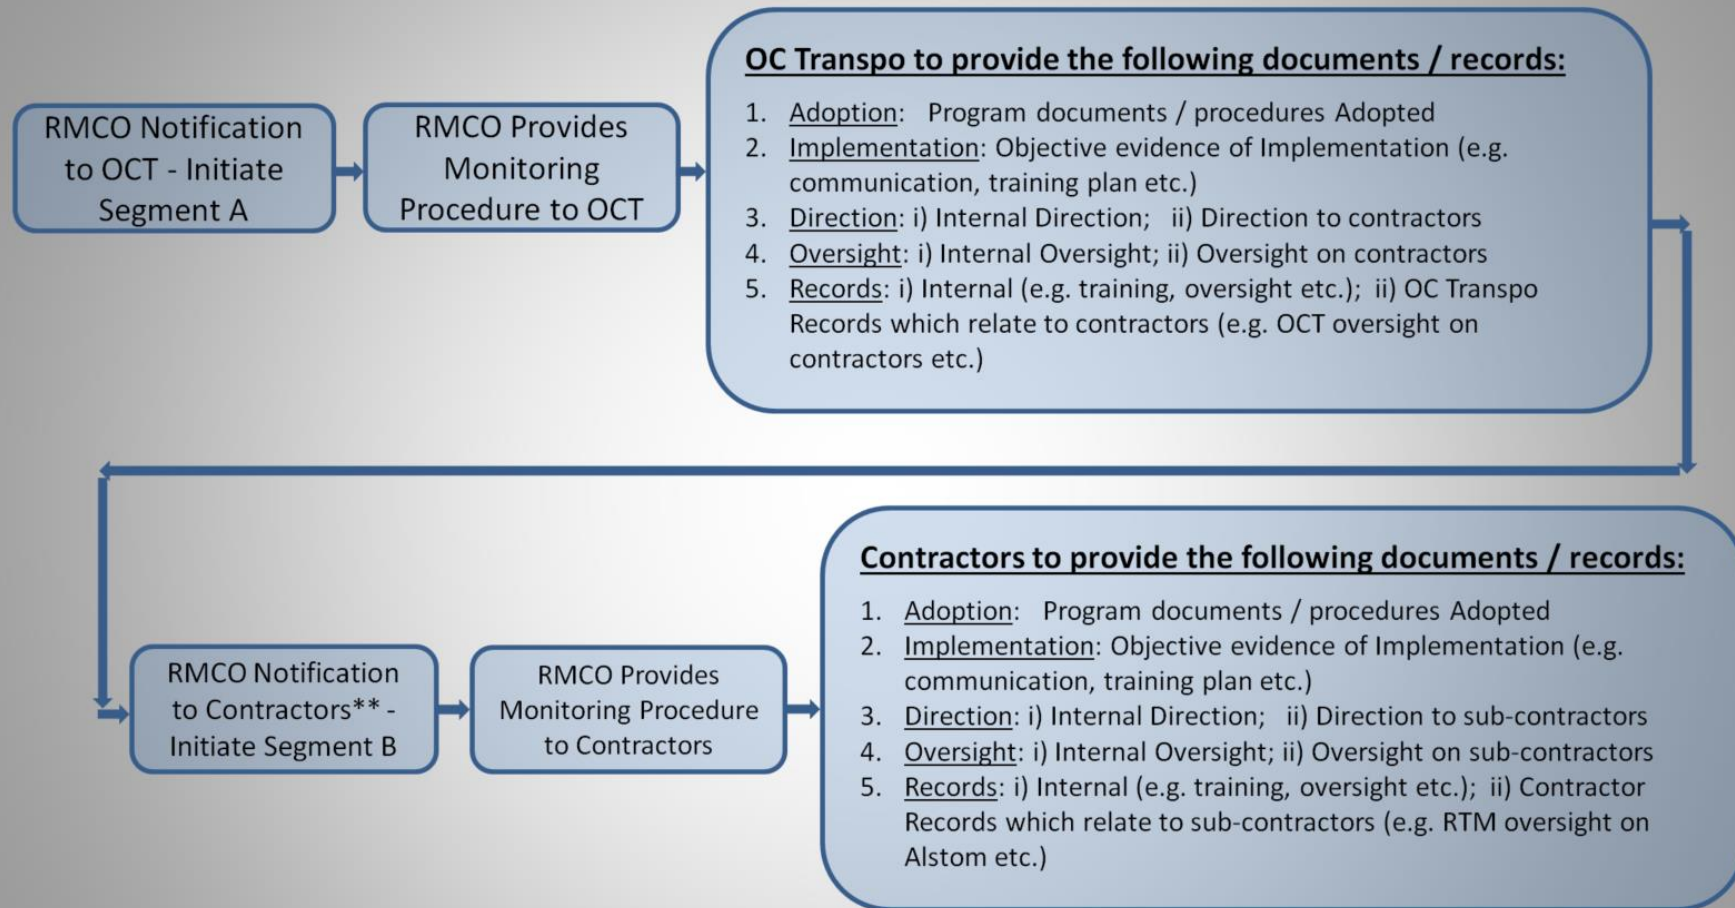 RMCO Notification
to OCT - Initiate
Segment A
RMCO Provides
Monitoring
Procedure to OCT
OC Transpo to provide the following documents / records:
1. Adoption: Program documents / procedures Adopted
2. Implementation: Objective evidence of Implementation (e.g.
communication, training plan etc.)
3. Direction: i) Internal Direction; ii) Direction to contractors
4. Oversight: i) Internal Oversight; ii) Oversight on contractors
5. Records: i) Internal (e.g. training, oversight etc.); ii) OC Transpo
Records which relate to contractors (e.g. OCT oversight on
contractors etc.)
RMCO Notification
to Contractors** -
Initiate Segment B
RMCO Provides
Monitoring Procedure
to Contractors
Contractors to provide the following documents / records:
1. Adoption: Program documents / procedures Adopted
2. Implementation: Objective evidence of Implementation (e.g.
communication, training plan etc.)
3. Direction: i) Internal Direction; ii) Direction to sub-contractors
4. Oversight: i) Internal Oversight; ii) Oversight on sub-contractors
5. Records: i) Internal (e.g. training, oversight etc.); ii) Contractor
Records which relate to sub-contractors (e.g. RTM oversight on
Alstom etc.)